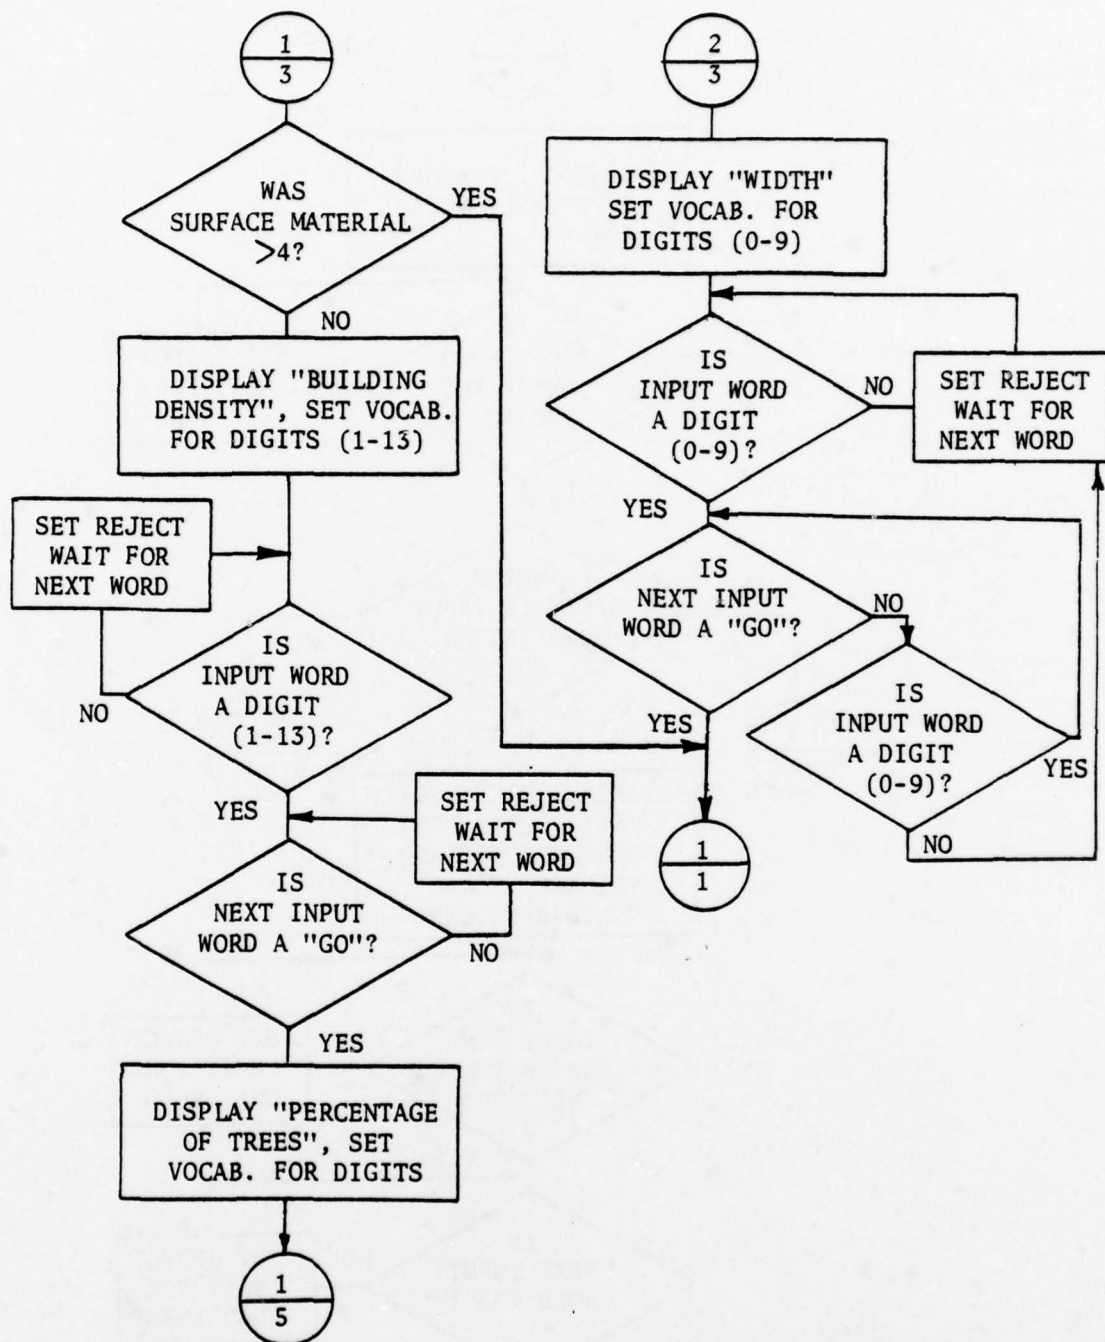 1
3
WAS
SURFACE MATERIAL
>4?
YES
NO
DISPLAY "BUILDING
DENSITY", SET VOCAB.
FOR DIGITS (1-13)
SET REJECT
WAIT FOR
NEXT WORD
IS
INPUT WORD
A DIGIT
(1-13)?
NO
YES
SET REJECT
WAIT FOR
NEXT WORD
IS
NEXT INPUT
WORD A "GO"?
NO
YES
DISPLAY "PERCENTAGE
OF TREES", SET
VOCAB. FOR DIGITS
1
5
2
3
DISPLAY "WIDTH"
SET VOCAB. FOR
DIGITS (0-9)
IS
INPUT WORD
A DIGIT
(0-9)?
NO
SET REJECT
WAIT FOR
NEXT WORD
YES
IS
NEXT INPUT
WORD A "GO"?
NO
IS
INPUT WORD
A DIGIT
(0-9)?
YES
NO
YES
1
1